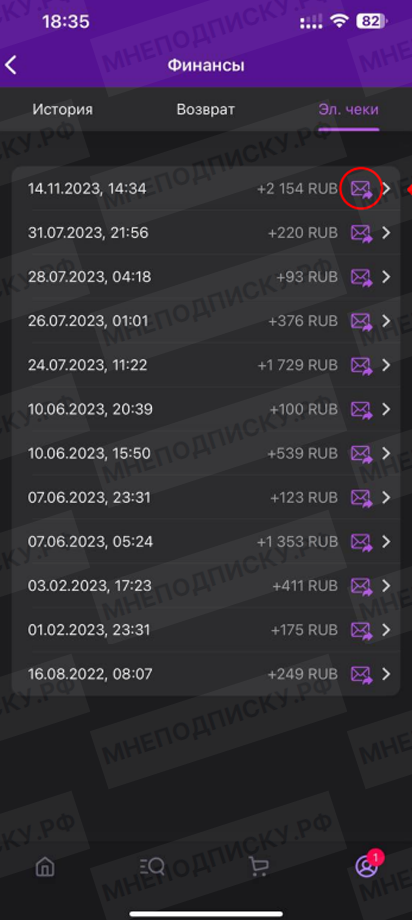 18:35 82
Финансы
История Возврат Эл. чеки
14.11.2023, 14:34 +2 154 RUB
31.07.2023, 21:56 +220 RUB
28.07.2023, 04:18 +93 RUB
26.07.2023, 01:01 +376 RUB
24.07.2023, 11:22 +1 729 RUB
10.06.2023, 20:39 +100 RUB
10.06.2023, 15:50 +539 RUB
07.06.2023, 23:31 +123 RUB
07.06.2023, 05:24 +1 353 RUB
03.02.2023, 17:23 +411 RUB
01.02.2023, 23:31 +175 RUB
16.08.2022, 08:07 +249 RUB
1
МНЕПОДПИСКУ.РФ